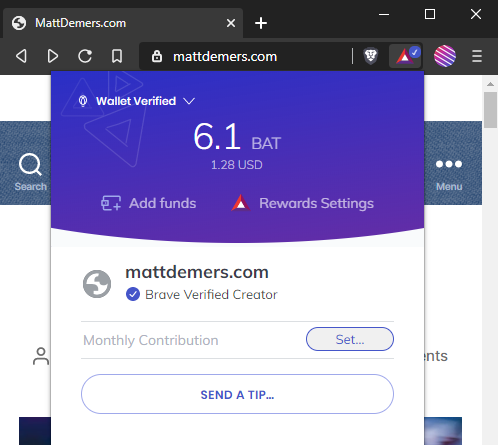 MattDemers.com
mattdemers.com
Wallet Verified
6.1 BAT
1.28 USD
Add funds
Rewards Settings
Search
Menu
mattdemers.com
Brave Verified Creator
Monthly Contribution
Set...
ents
SEND A TIP...